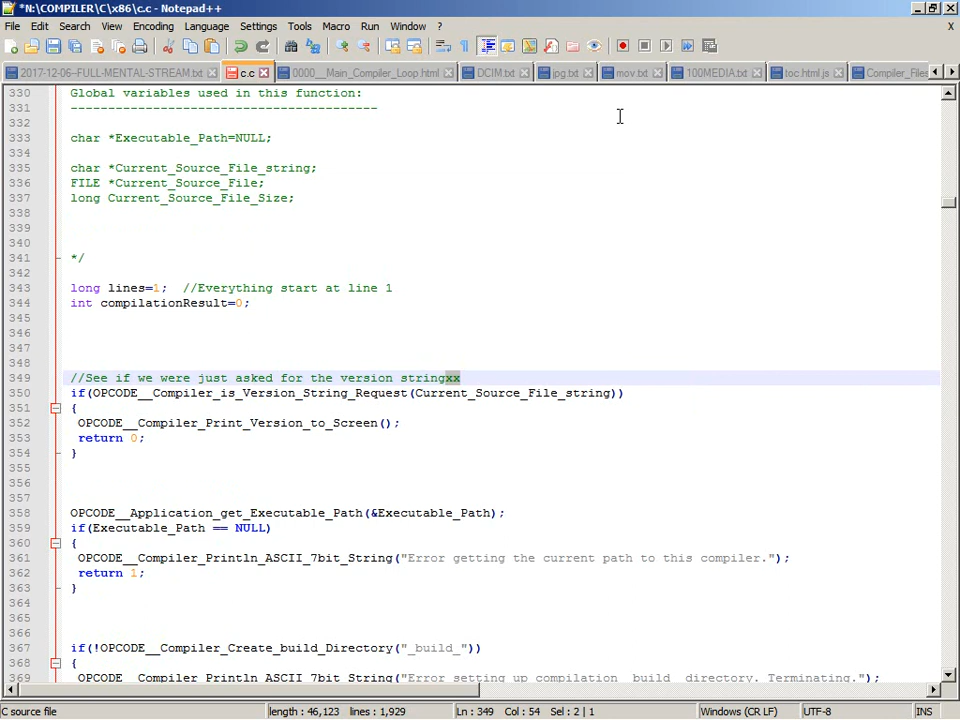 *N:\COMPILER\C\x86\c.c - Notepad++
File Edit Search View Encoding Language Settings Tools Macro Run Window ? X
2017-12-06-FULL-MENTAL-STREAM.txt c.c 0000__Main_Compiler_Loop.html DCIM.txt jpg.txt mov.txt 100MEDIA.txt toc.html.js Compiler_Files
330 Global variables used in this function:
331 -----------------------------------------
332
333 char *Executable_Path=NULL;
334
335 char *Current_Source_File_string;
336 FILE *Current_Source_File;
337 long Current_Source_File_Size;
338
339
340
341 */
342
343 long lines=1; //Everything start at line 1
344 int compilationResult=0;
345
346
347
348
349 //See if we were just asked for the version stringxx
350 if(OPCODE__Compiler_is_Version_String_Request(Current_Source_File_string))
351 {
352 OPCODE__Compiler_Print_Version_to_Screen();
353 return 0;
354 }
355
356
357
358 OPCODE__Application_get_Executable_Path(&Executable_Path);
359 if(Executable_Path == NULL)
360 {
361 OPCODE__Compiler_Println_ASCII_7bit_String("Error getting the current path to this compiler.");
362 return 1;
363 }
364
365
366
367 if(!OPCODE__Compiler_Create_build_Directory("_build_"))
368 {
369 OPCODE__Compiler_Println_ASCII_7bit_String("Error setting up compilation _build_ directory. Terminating.");
C source file length : 46,123 lines : 1,929 Ln : 349 Col : 54 Sel : 2 | 1 Windows (CR LF) UTF-8 INS